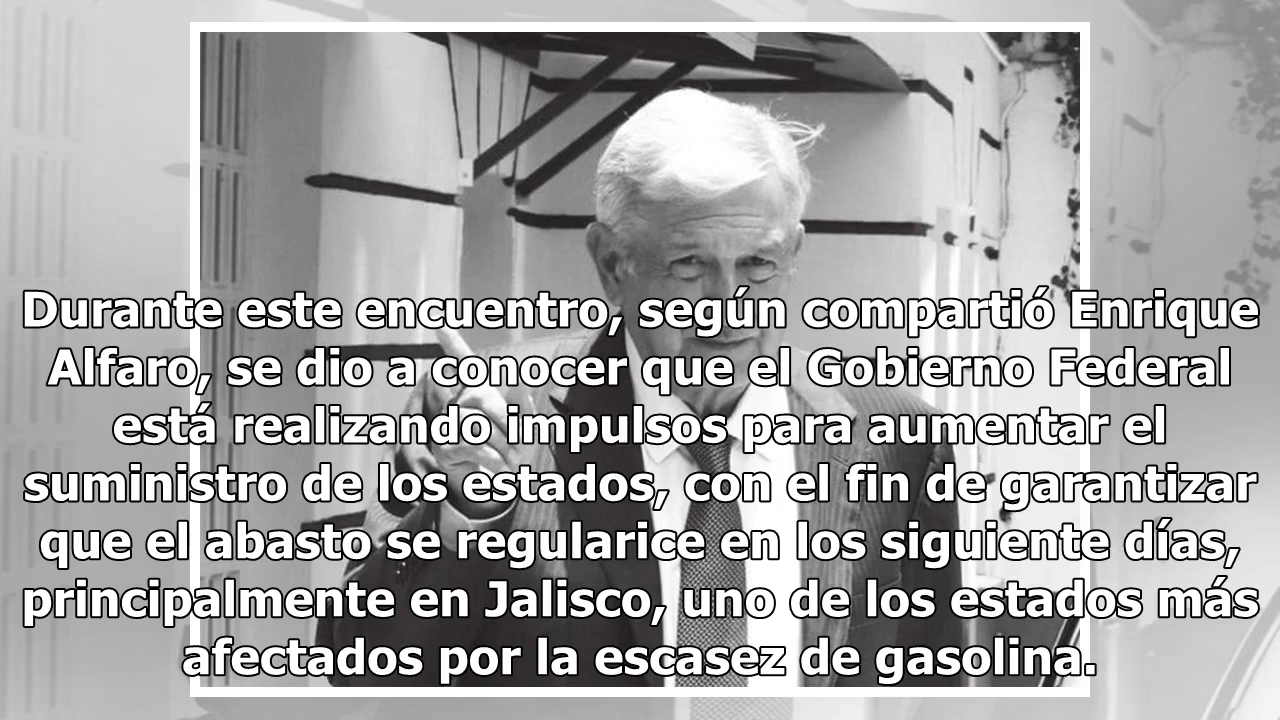 Durante este encuentro, según compartió Enrique
Alfaro, se dio a conocer que el Gobierno Federal
está realizando impulsos para aumentar el
suministro de los estados, con el fin de garantizar
que el abasto se regularice en los siguiente días,
principalmente en Jalisco, uno de los estados más
afectados por la escasez de gasolina.